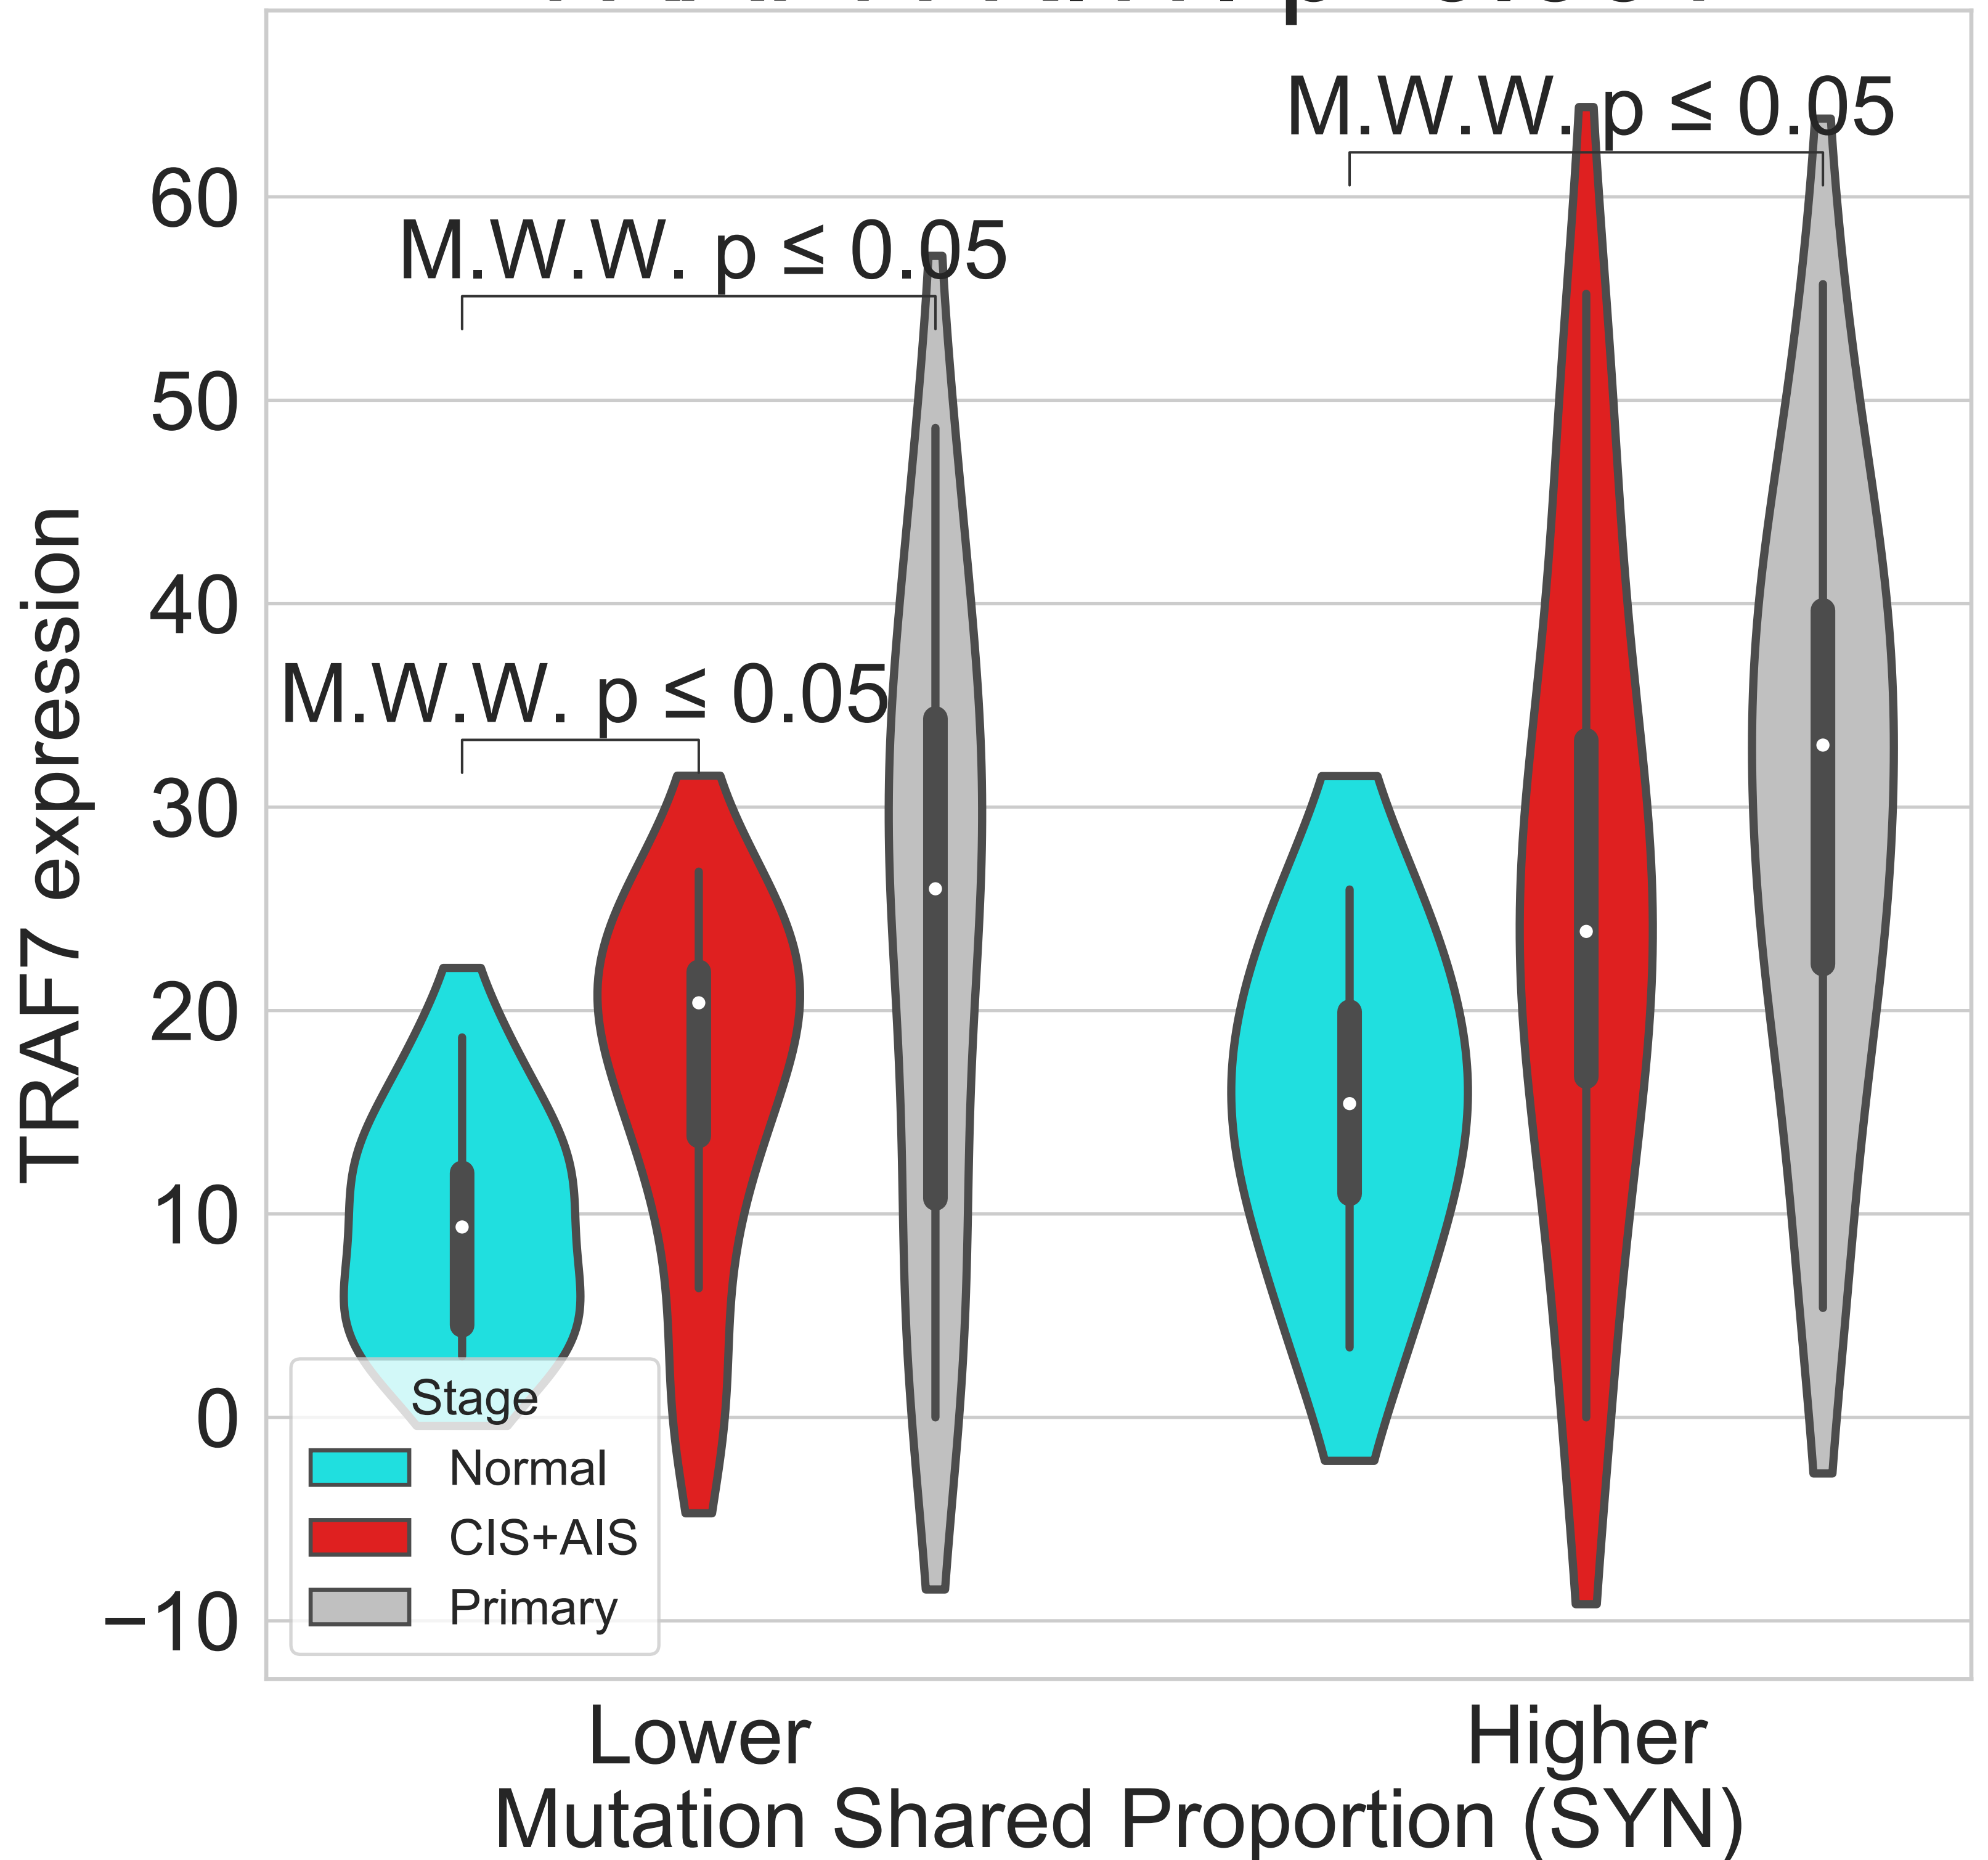 M.W.W. p ≤ 0.05
M.W.W. p ≤ 0.05
M.W.W. p ≤ 0.05
TRAF7 expression
60
50
40
30
20
10
0
−10
Stage
Normal
CIS+AIS
Primary
Lower
Higher
Mutation Shared Proportion (SYN)